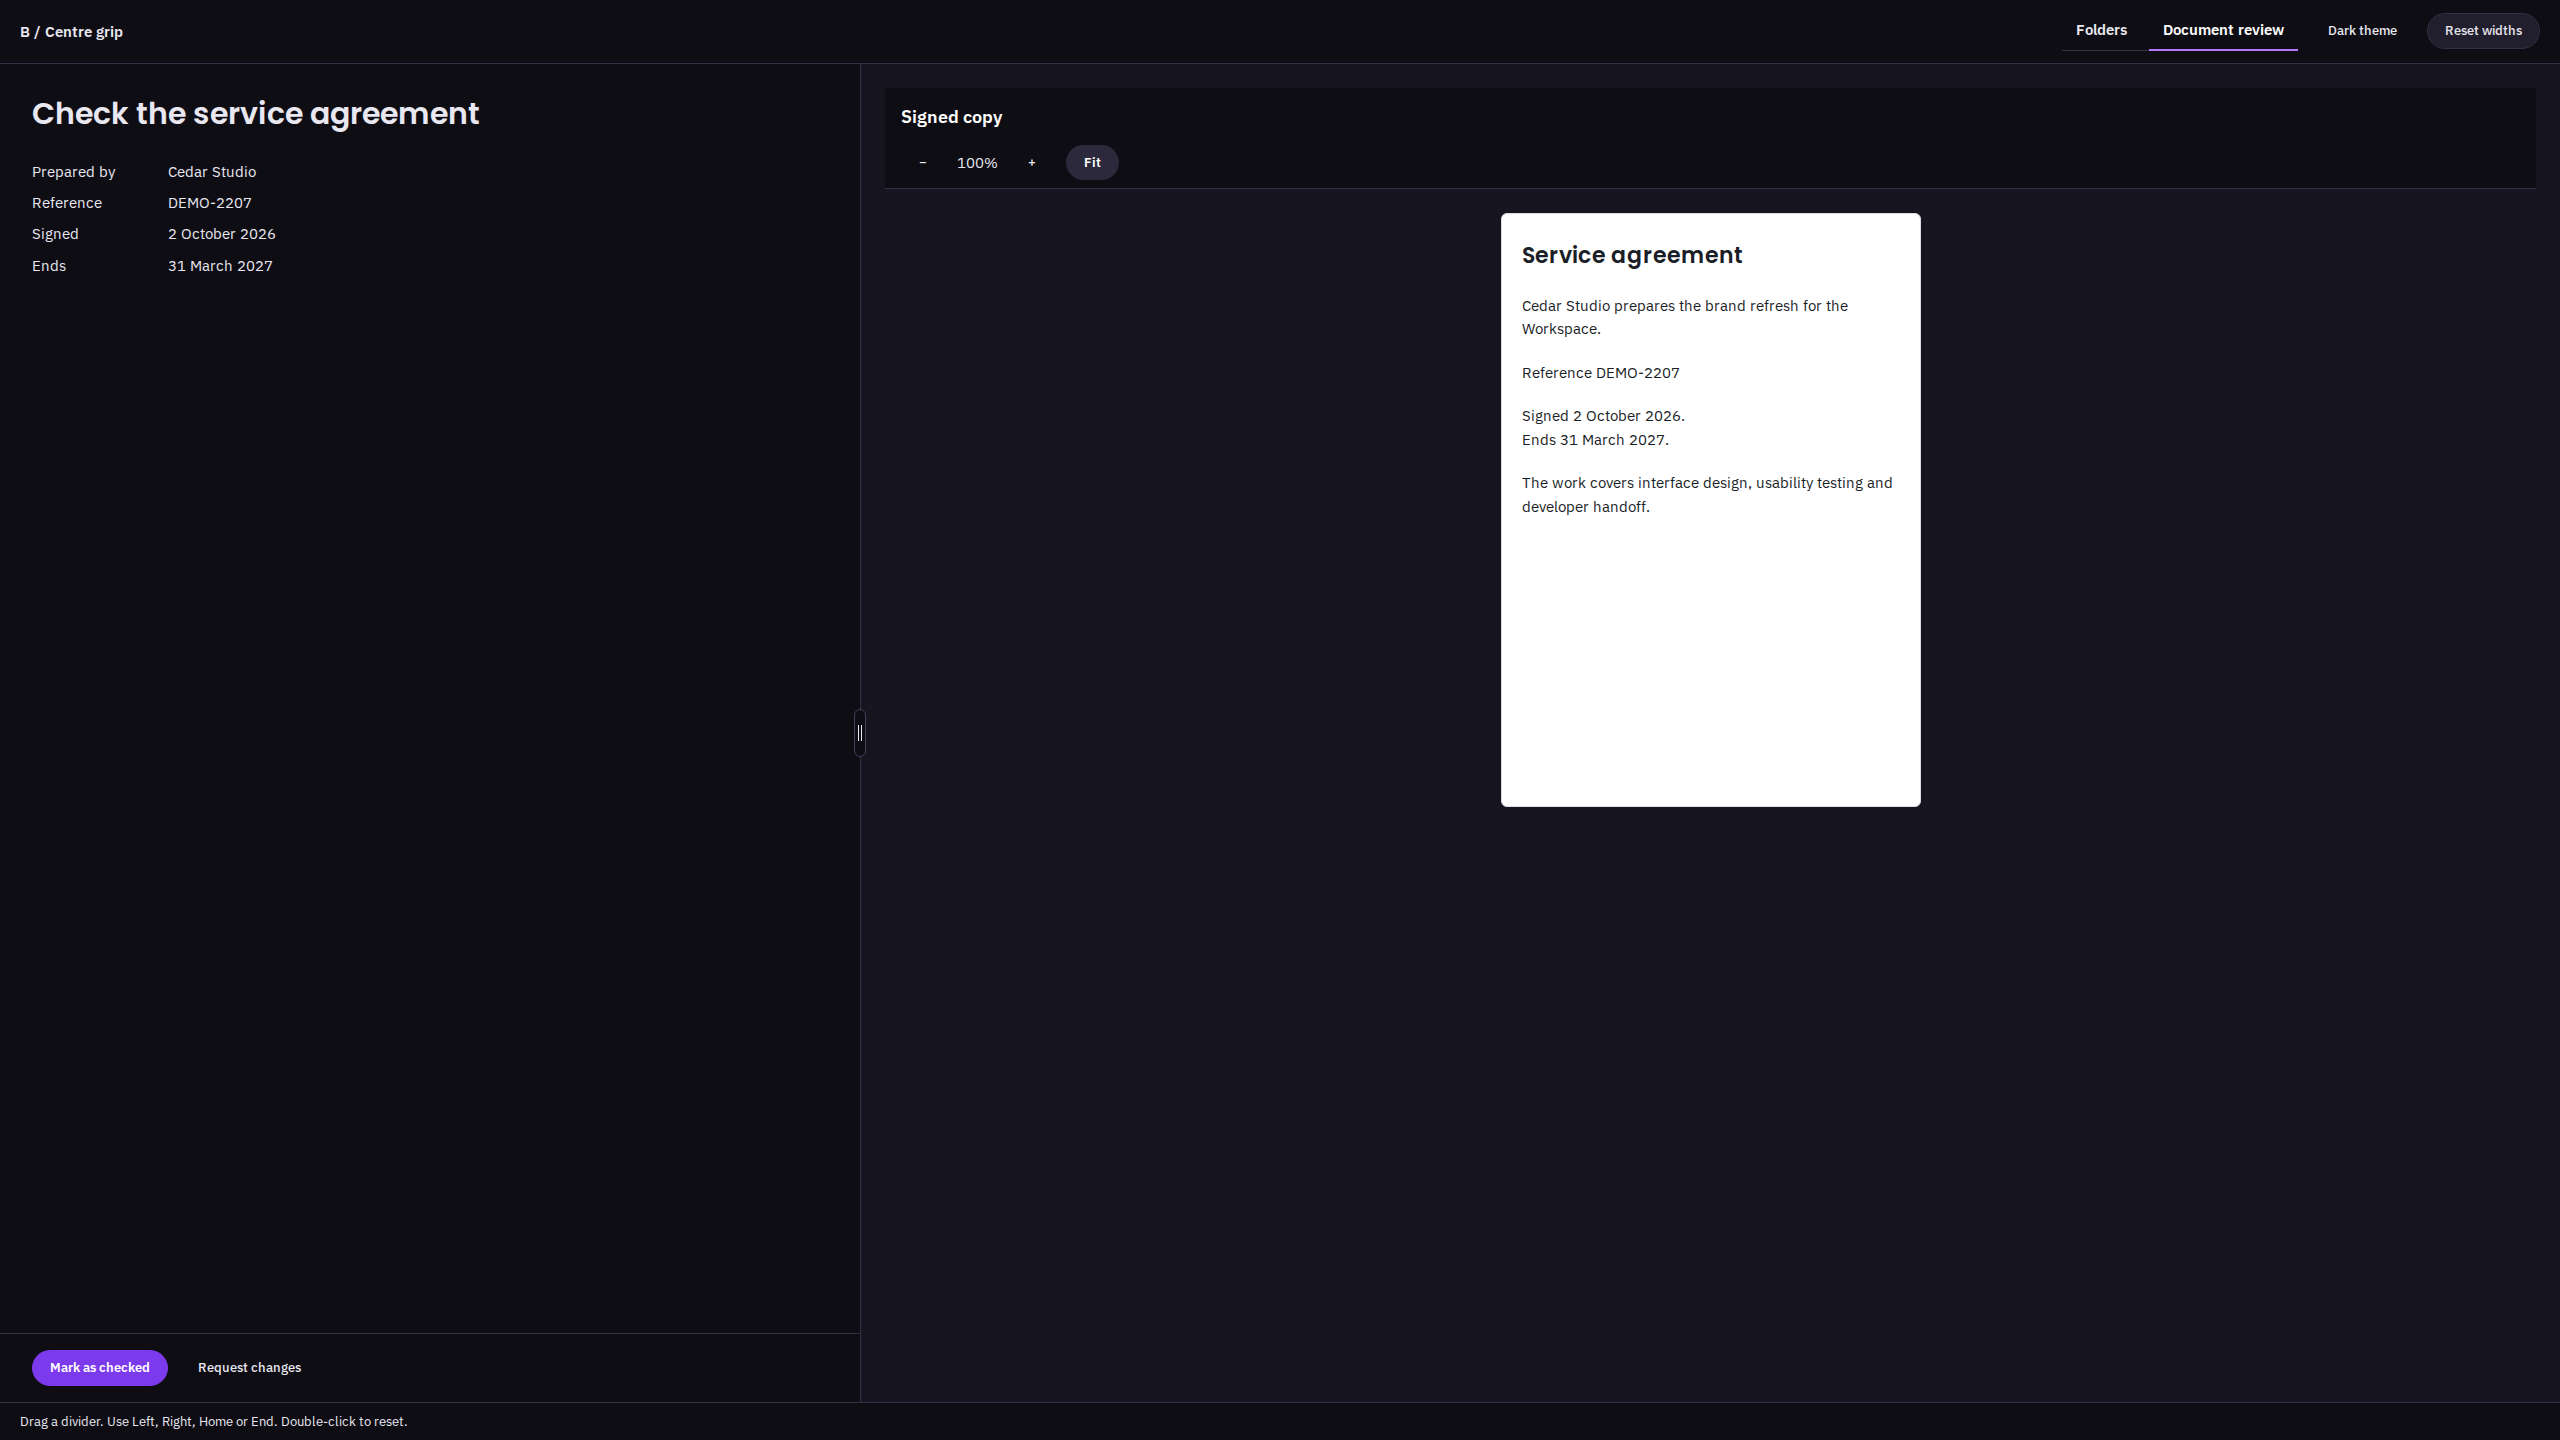 B / Centre grip
Folders
Document review
Dark theme
Reset widths
Check the service agreement
Prepared by Cedar Studio
Reference DEMO-2207
Signed 2 October 2026
Ends 31 March 2027
Mark as checked
Request changes
Signed copy
− 100% + Fit
Service agreement
Cedar Studio prepares the brand refresh for the
Workspace.
Reference DEMO-2207
Signed 2 October 2026.
Ends 31 March 2027.
The work covers interface design, usability testing and
developer handoff.
Drag a divider. Use Left, Right, Home or End. Double-click to reset.